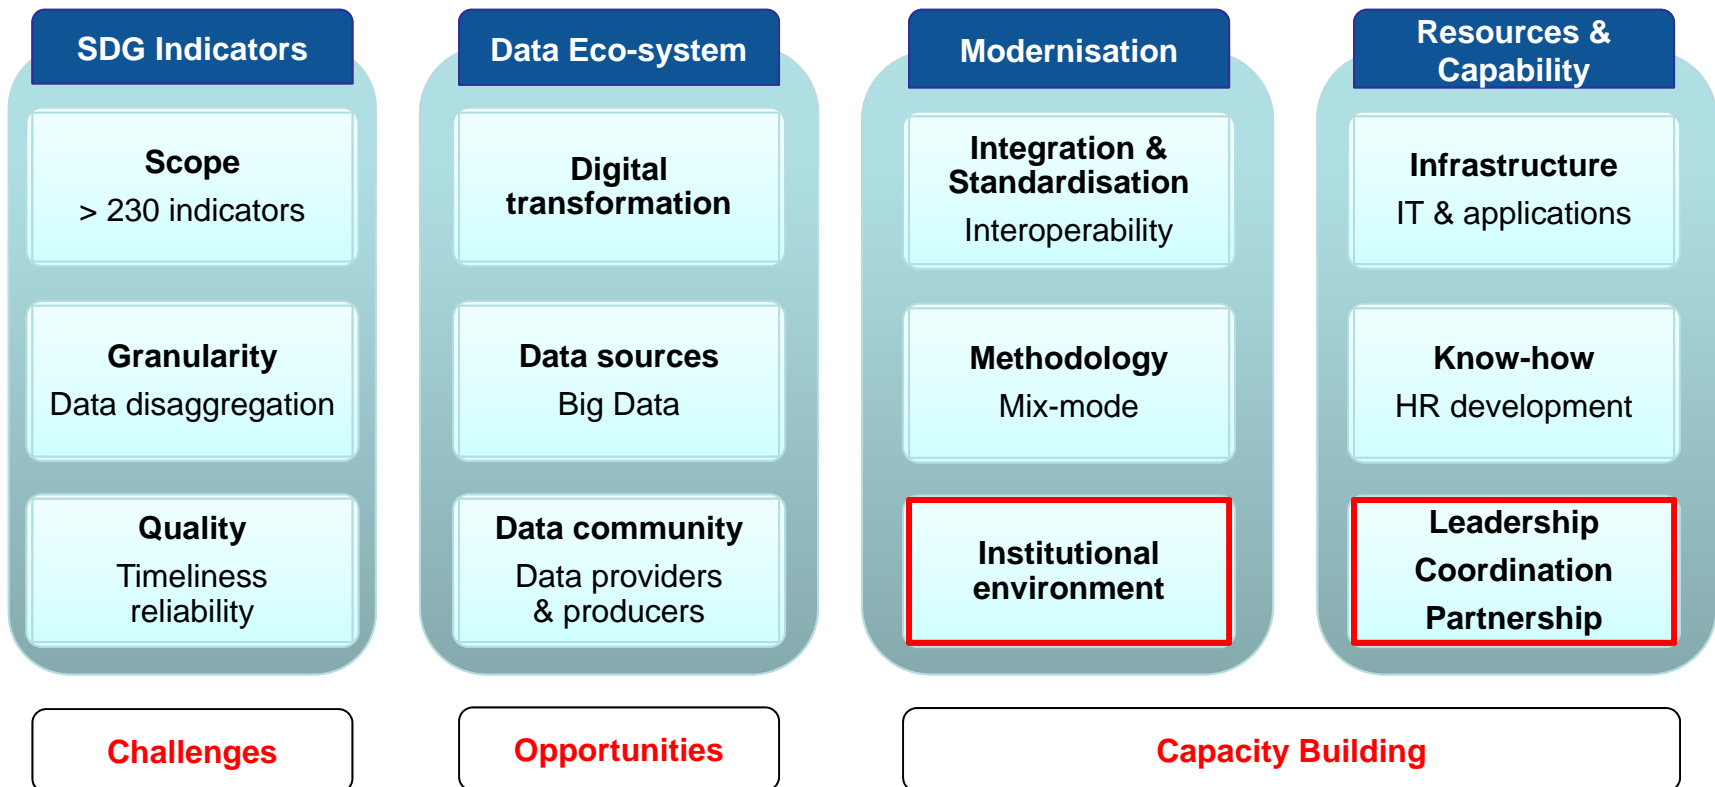 SDG Indicators
Scope
> 230 indicators
Granularity
Data disaggregation
Quality
Timeliness
reliability
Challenges
Data Eco-system
Digital
transformation
Data sources
Big Data
Data community
Data providers
& producers
Opportunities
Modernisation
Integration &
Standardisation
Interoperability
Methodology
Mix-mode
Institutional
environment
Resources &
Capability
Infrastructure
IT & applications
Know-how
HR development
Leadership
Coordination
Partnership
Capacity Building